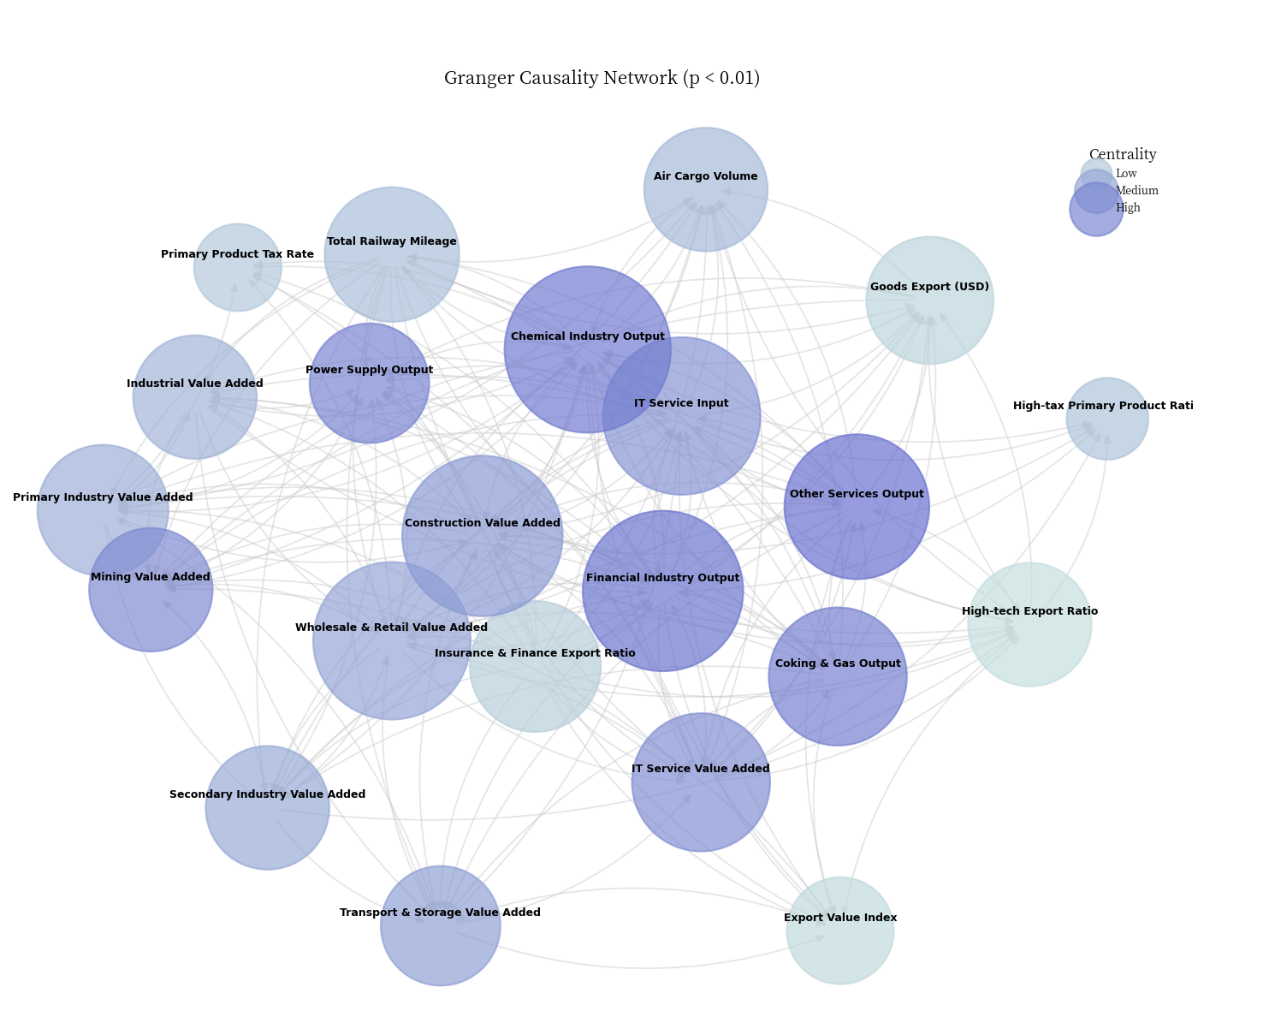 Granger Causality Network (p < 0.01)
Centrality
Low
Medium
High
Air Cargo Volume
Total Railway Mileage
Primary Product Tax Rate
Goods Export (USD)
Chemical Industry Output
Power Supply Output
Industrial Value Added
IT Service Input
High-tax Primary Product Rati
Other Services Output
Primary Industry Value Added
Construction Value Added
Mining Value Added
Financial Industry Output
High-tech Export Ratio
Wholesale & Retail Value Added
Insurance & Finance Export Ratio
Coking & Gas Output
IT Service Value Added
Secondary Industry Value Added
Transport & Storage Value Added
Export Value Index